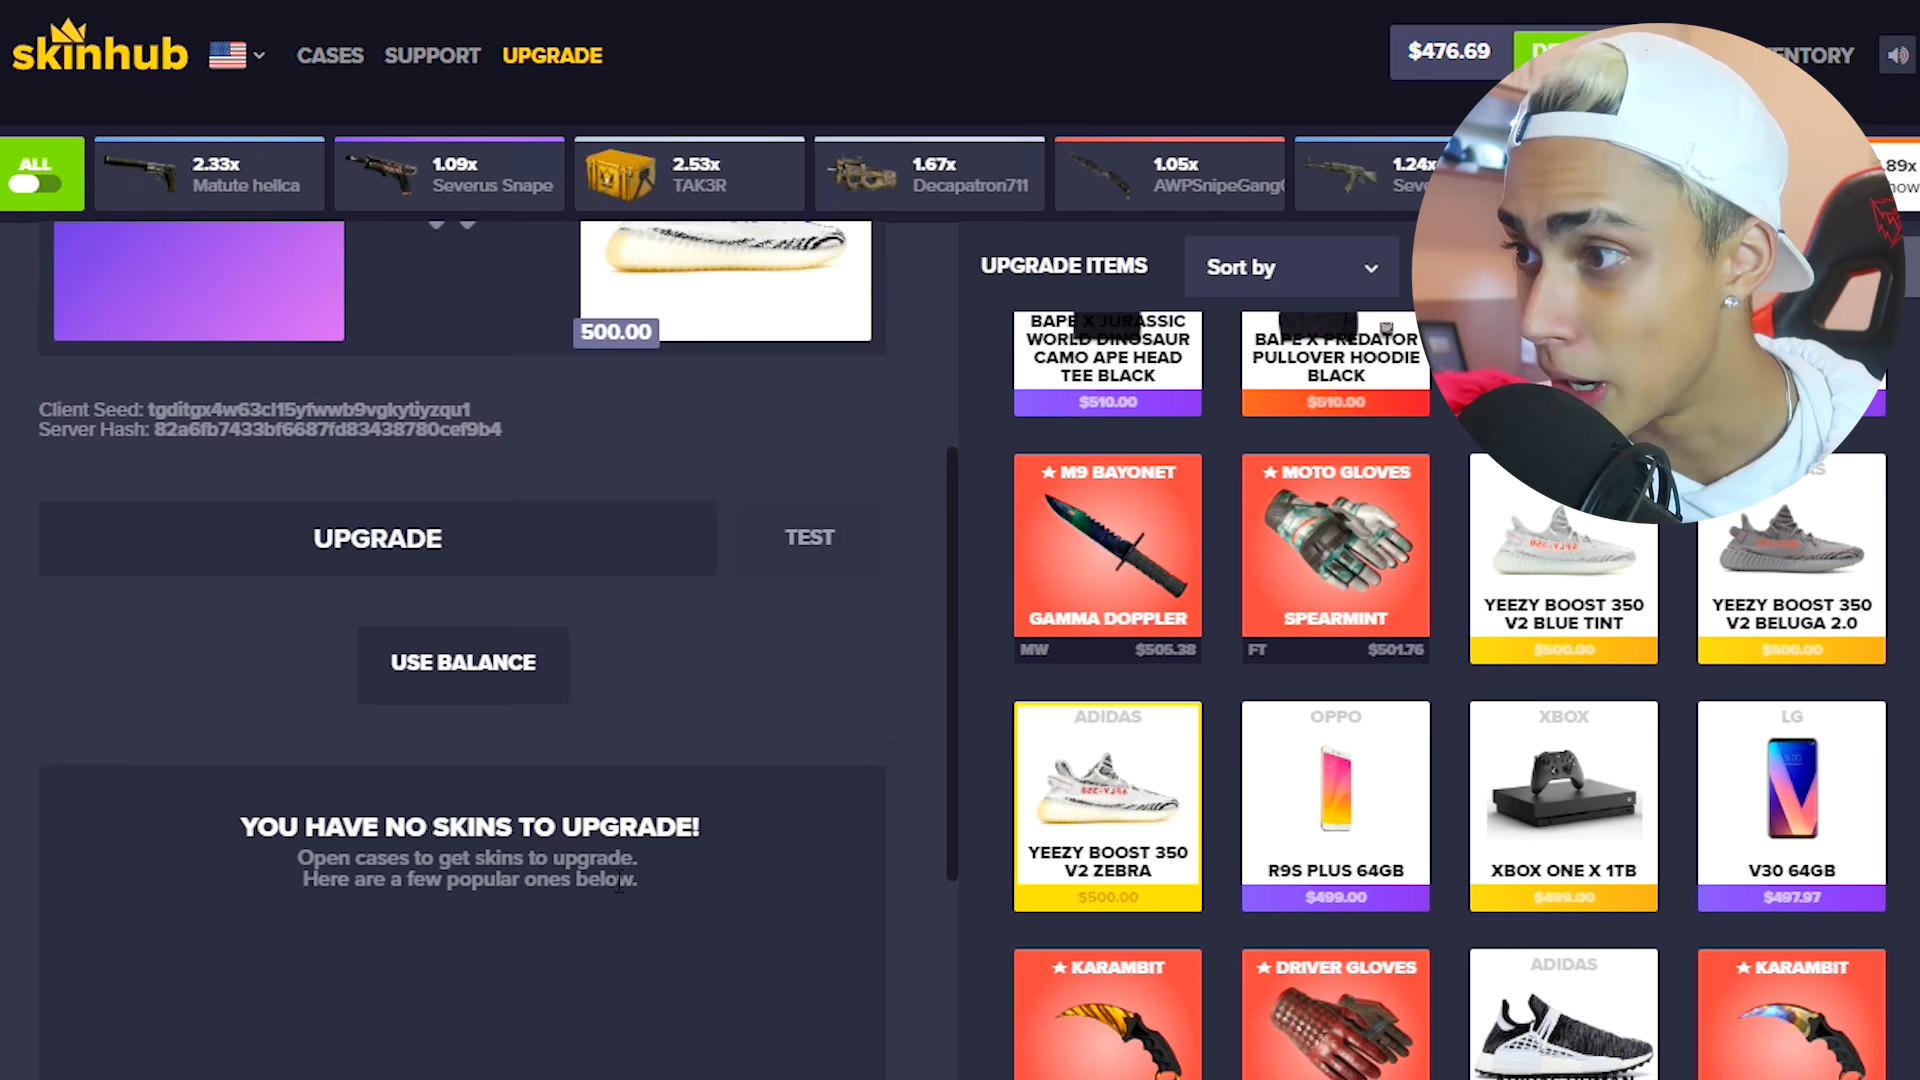 skinhub
CASES
SUPPORT
UPGRADE
$476.69
ALL
2.33x
Matute hellca
1.09x
Severus Snape
2.53x
TAK3R
1.67x
Decapatron711
1.05x
AWPSnipeGang
1.24x
.89x
500.00
UPGRADE ITEMS
Sort by
BAPE X JURASSIC
WORLD DINOSAUR
CAMO APE HEAD
TEE BLACK
$510.00
BAPE X PREDATOR
PULLOVER HOODIE
BLACK
$510.00
Client Seed: tgditgx4w63cl15yfwwb9vgkytiyzqu1
Server Hash: 82a6fb7433bf6687fd83438780cef9b4
UPGRADE
TEST
USE BALANCE
YOU HAVE NO SKINS TO UPGRADE!
Open cases to get skins to upgrade.
Here are a few popular ones below.
★ M9 BAYONET
GAMMA DOPPLER
MW
$505.38
★ MOTO GLOVES
SPEARMINT
FT
$501.76
YEEZY BOOST 350
V2 BLUE TINT
$500.00
YEEZY BOOST 350
V2 BELUGA 2.0
$500.00
ADIDAS
YEEZY BOOST 350
V2 ZEBRA
$500.00
OPPO
R9S PLUS 64GB
$499.00
XBOX
XBOX ONE X 1TB
$499.00
LG
V30 64GB
$497.97
★ KARAMBIT
★ DRIVER GLOVES
ADIDAS
★ KARAMBIT